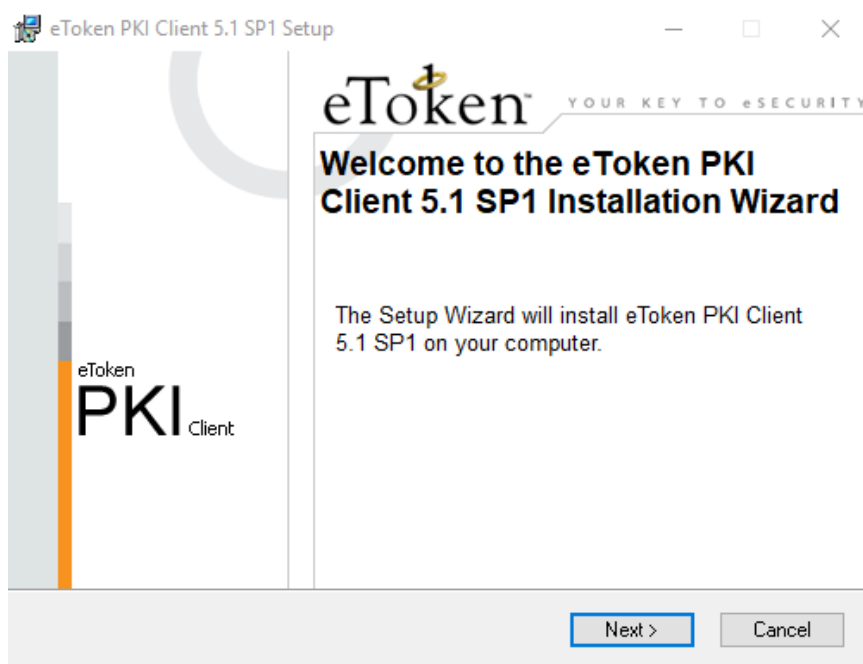 eToken PKI Client 5.1 SP1 Setup
eToken™ YOUR KEY TO eSECURITY
Welcome to the eToken PKI
Client 5.1 SP1 Installation Wizard
The Setup Wizard will install eToken PKI Client
5.1 SP1 on your computer.
eToken
PKI Client
Next >
Cancel